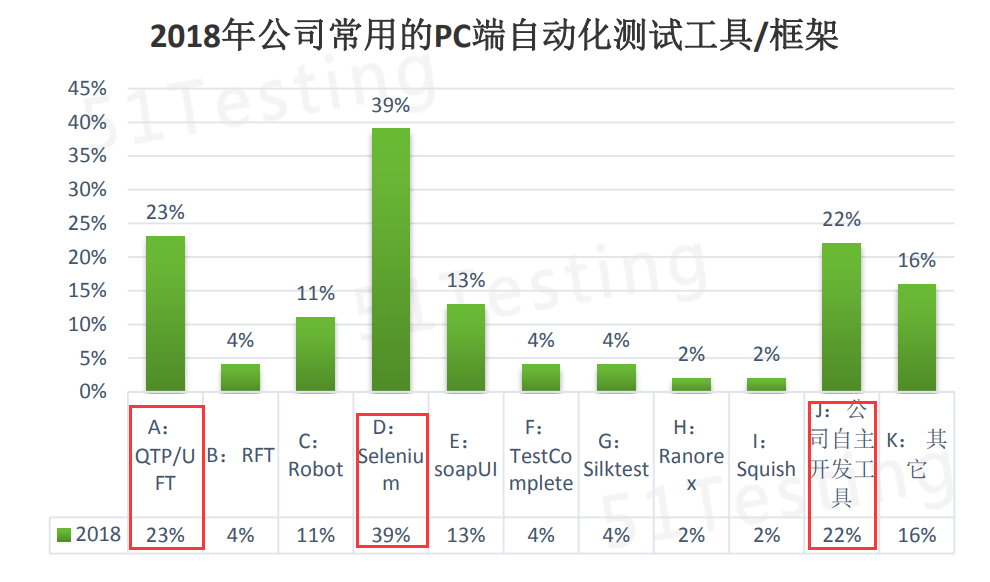 2018年公司常用的PC端自动化测试工具/框架
45%
40%
35%
30%
25%
20%
15%
10%
5%
0%
23%
4%
11%
39%
13%
4%
4%
2%
2%
22%
16%
A：
QTP/U
FT
B： RFT
C：
Robot
D：
Seleniu
m
E：
soapUI
F：
TestCo
mplete
G：
Silktest
H：
Ranore
x
I：
Squish
J： 公
司自主
开发工
具
K： 其
它
2018 23% 4% 11% 39% 13% 4% 4% 2% 2% 22% 16%
51Testing
51Testing
51Testing